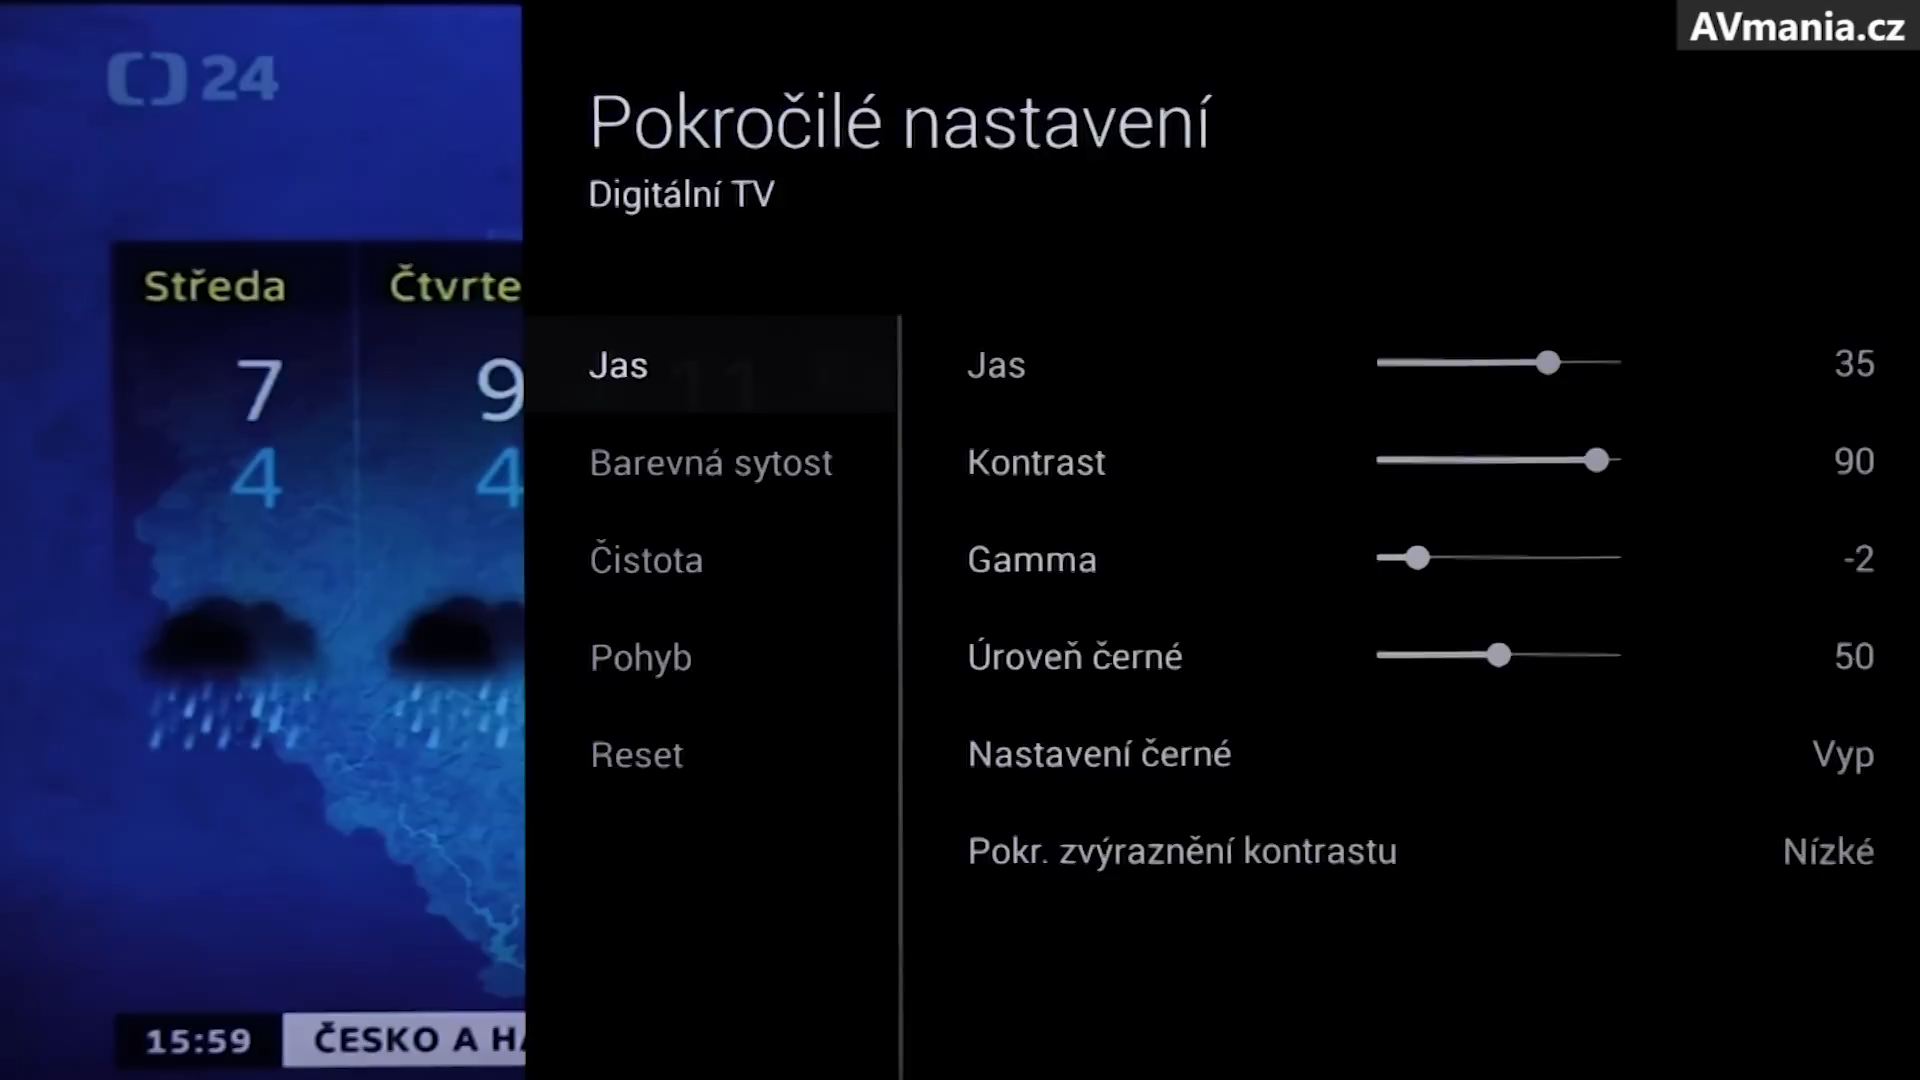 AVmania.cz
24
Pokročilé nastavení
Digitální TV
Středa
Čtvrte
7
9
4
4
Jas
Barevná sytost
Čistota
Pohyb
Reset
Jas 35
Kontrast 90
Gamma -2
Úroveň černé 50
Nastavení černé Vyp
Pokr. zvýraznění kontrastu Nízké
11
15:59
ČESKO A